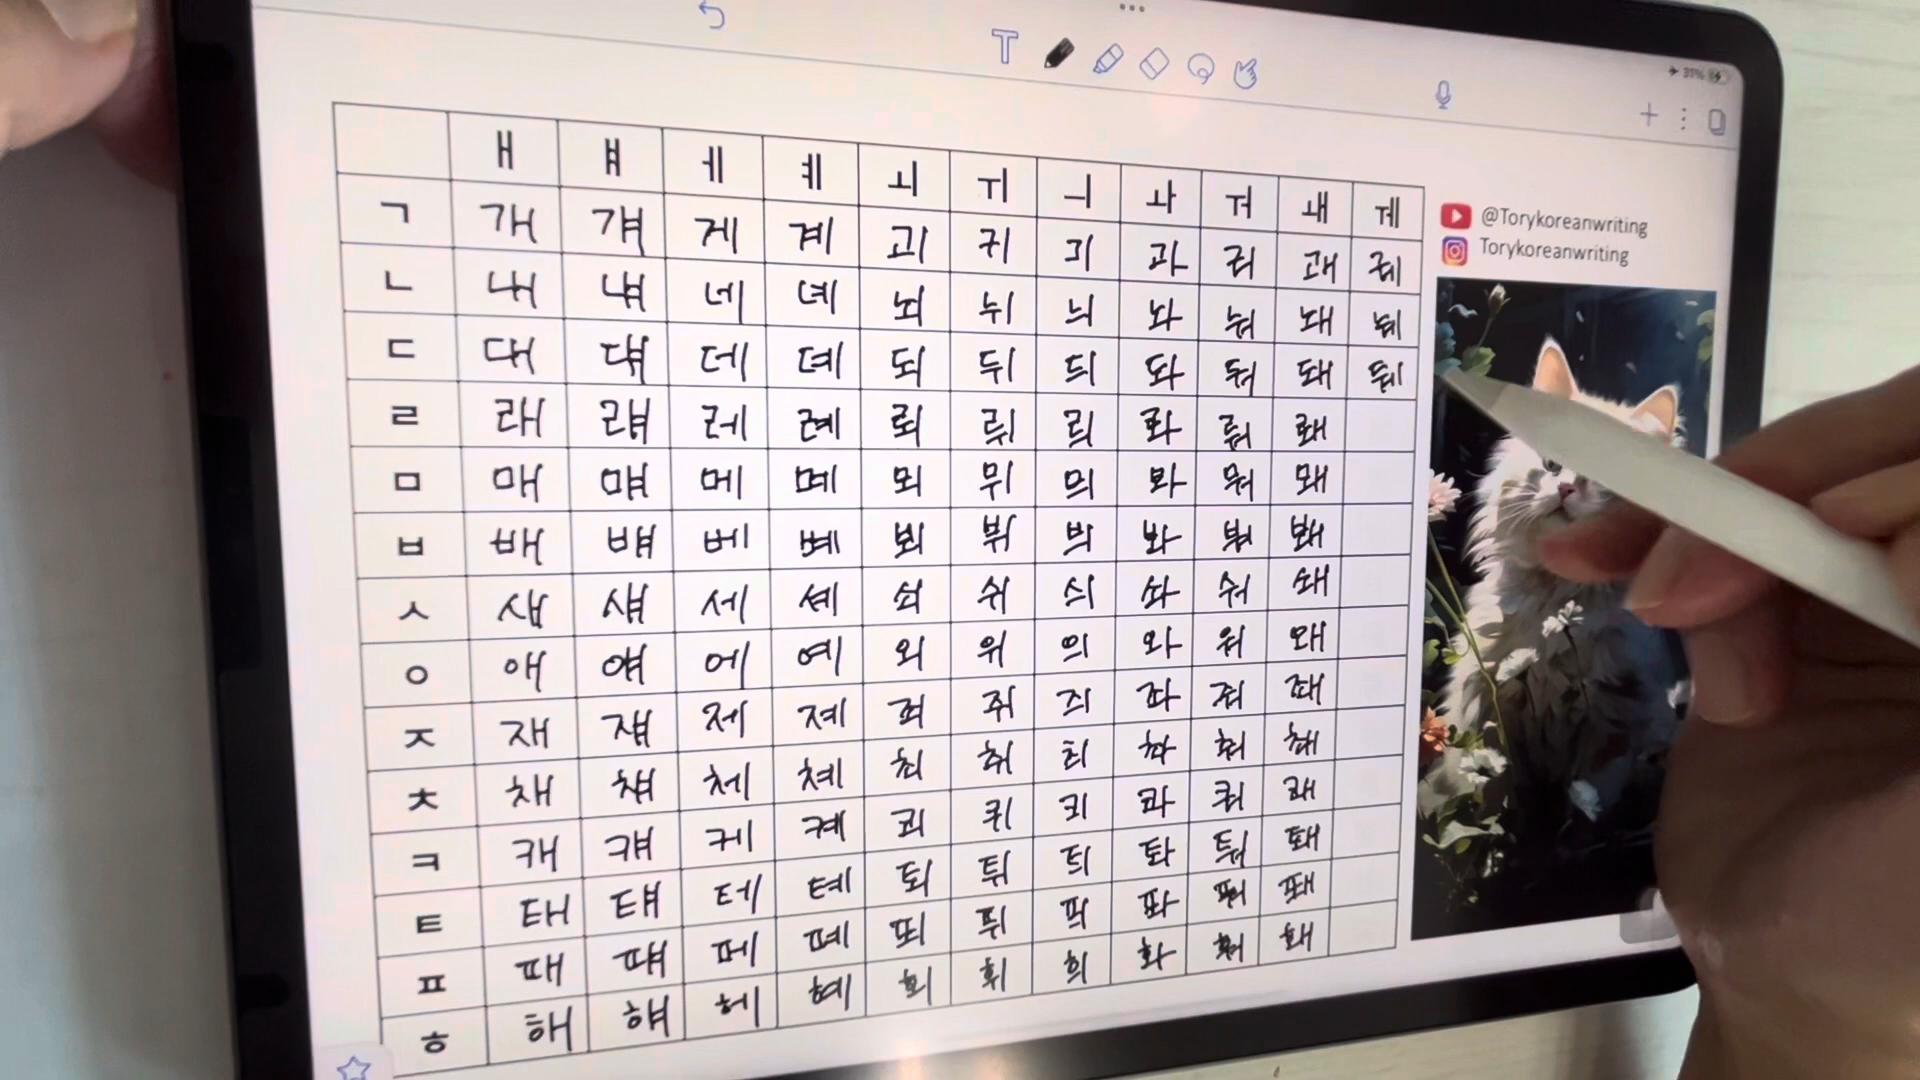 T
31%
ㅐ ㅒ ㅔ ㅖ ㅚ ㅟ ㅢ ㅘ ㅝ ㅙ ㅞ
@Torykoreanwriting
Torykoreanwriting
ㄱ 개 걔 게 계 괴 귀 긔 과 궈 괘 궤
ㄴ 내 냬 네 녜 뇌 뉘 늬 놔 눠 놰 눼
ㄷ 대 댸 데 뎨 되 뒤 듸 돠 둬 돼 뒈
ㄹ 래 럐 레 례 뢰 뤼 릐 롸 뤄 뢔
ㅁ 매 먜 메 몌 뫼 뮈 믜 뫄 뭐 뫠
ㅂ 배 뱨 베 볘 뵈 뷔 븨 봐 붜 봬
ㅅ 새 섀 세 셰 쇠 쉬 싀 솨 숴 쇄
ㅇ 애 얘 에 예 외 위 의 와 워 왜
ㅈ 재 쟤 제 졔 죄 쥐 즤 좌 줘 좨
ㅊ 채 챼 체 쳬 최 취 츼 촤 춰 쵀
ㅋ 캐 컈 케 켸 쾨 퀴 킈 콰 쿼 쾌
ㅌ 태 턔 테 톄 퇴 튀 틔 톼 퉈 퇘
ㅍ 패 퍠 페 폐 푀 퓌 픠 퐈 풔 퐤
ㅎ 해 햬 헤 혜 회 휘 희 화 훠 홰